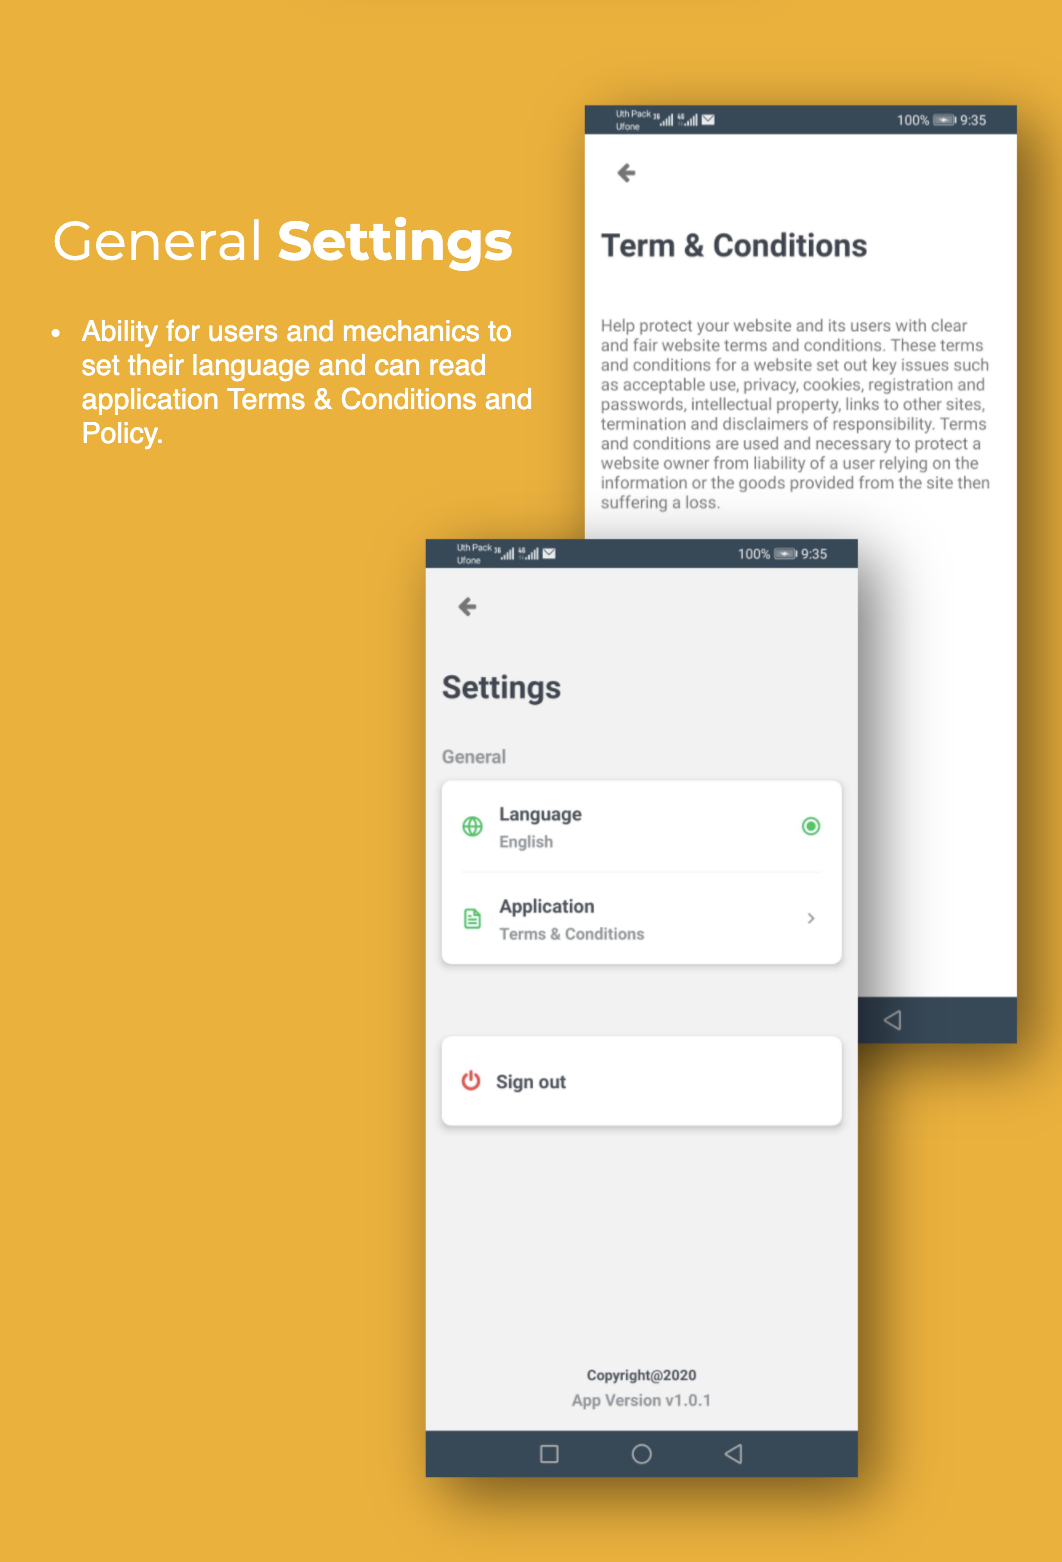 General Settings
• Ability for users and mechanics to
set their language and can read
application Terms & Conditions and
Policy.
Uth Pack 3G 4G
Ufone
100% 9:35
Term & Conditions
Help protect your website and its users with clear
and fair website terms and conditions. These terms
and conditions for a website set out key issues such
as acceptable use, privacy, cookies, registration and
passwords, intellectual property, links to other sites,
termination and disclaimers of responsibility. Terms
and conditions are used and necessary to protect a
website owner from liability of a user relying on the
information or the goods provided from the site then
suffering a loss.
Uth Pack 3G 4G
Ufone
100% 9:35
Settings
General
Language
English
Application
Terms & Conditions
Sign out
Copyright@2020
App Version v1.0.1